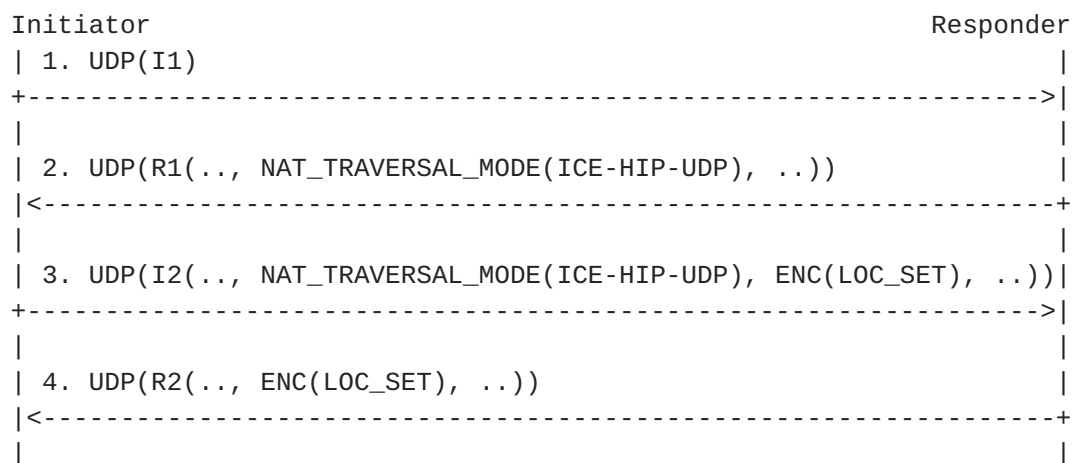 Initiator                                                  Responder
| 1. UDP(I1)                                                       |
+----------------------------------------------------------------->|
|                                                                  |
| 2. UDP(R1(.., NAT_TRAVERSAL_MODE(ICE-HIP-UDP), ..))              |
|<-----------------------------------------------------------------+
|                                                                  |
| 3. UDP(I2(.., NAT_TRAVERSAL_MODE(ICE-HIP-UDP), ENC(LOC_SET), ..))|
+----------------------------------------------------------------->|
|                                                                  |
| 4. UDP(R2(.., ENC(LOC_SET), ..))                                 |
|<-----------------------------------------------------------------+
|                                                                  |